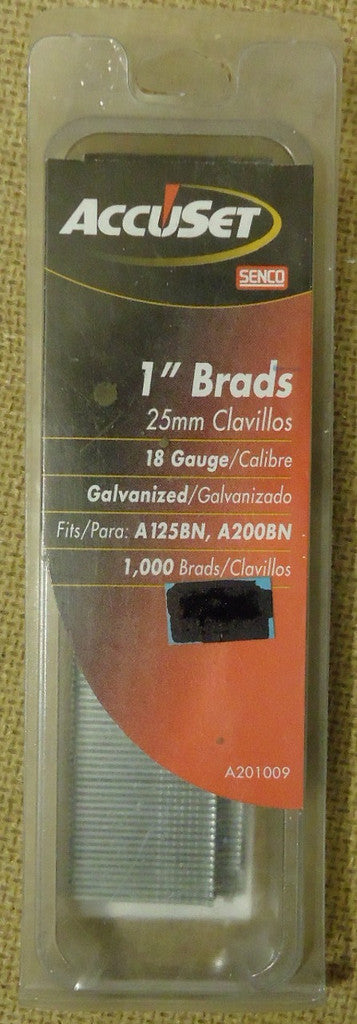 ACCUSET
SENCO
1" Brads
25mm Clavillos
18 Gauge/Calibre
Galvanized/Galvanizado
Fits/Para: A125BN, A200BN
1,000 Brads/Clavillos
A201009